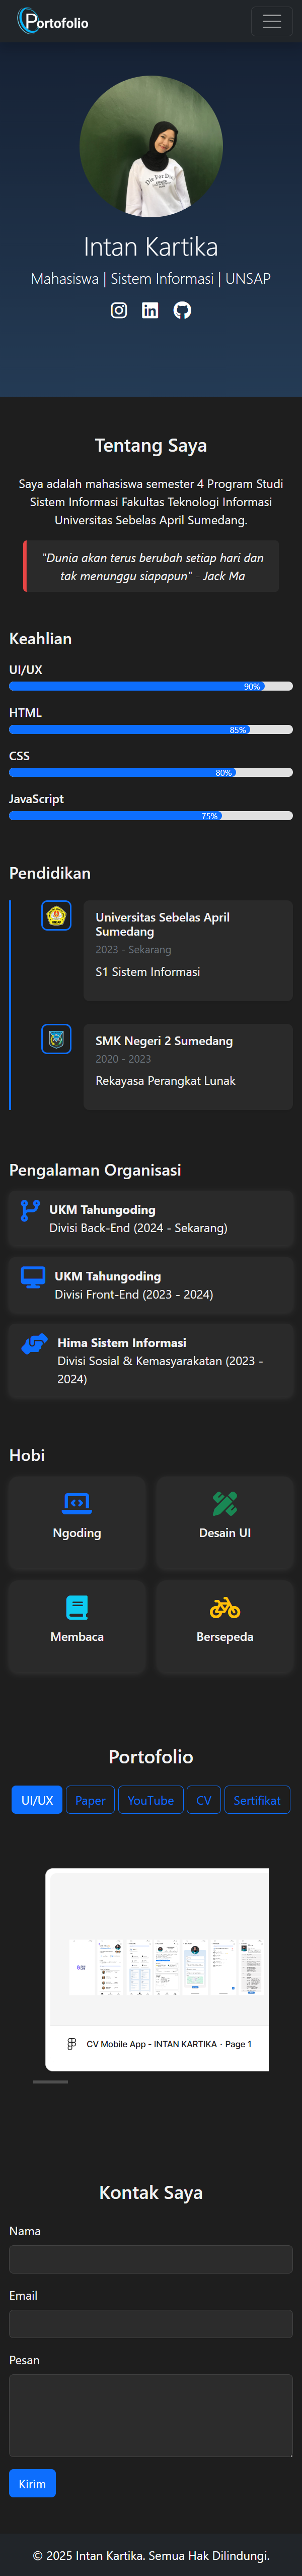 Portofolio
Intan Kartika
Mahasiswa | Sistem Informasi | UNSAP
Tentang Saya
Saya adalah mahasiswa semester 4 Program Studi
Sistem Informasi Fakultas Teknologi Informasi
Universitas Sebelas April Sumedang.
"Dunia akan terus berubah setiap hari dan
tak menunggu siapapun" - Jack Ma
Keahlian
UI/UX
90%
HTML
85%
CSS
80%
JavaScript
75%
Pendidikan
Universitas Sebelas April
Sumedang
2023 - Sekarang
S1 Sistem Informasi
SMK Negeri 2 Sumedang
2020 - 2023
Rekayasa Perangkat Lunak
Pengalaman Organisasi
UKM Tahungoding
Divisi Back-End (2024 - Sekarang)
UKM Tahungoding
Divisi Front-End (2023 - 2024)
Hima Sistem Informasi
Divisi Sosial & Kemasyarakatan (2023 -
2024)
Hobi
Ngoding
Desain UI
Membaca
Bersepeda
Portofolio
UI/UX
Paper
YouTube
CV
Sertifikat
CV Mobile App - INTAN KARTIKA · Page 1
Kontak Saya
Nama
Email
Pesan
Kirim
© 2025 Intan Kartika. Semua Hak Dilindungi.